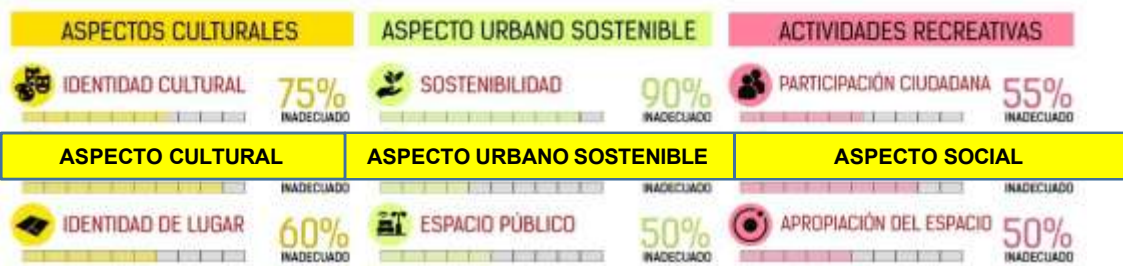 ASPECTOS CULTURALES
ASPECTO URBANO SOSTENIBLE
ACTIVIDADES RECREATIVAS
IDENTIDAD CULTURAL
75%
INADECUADO
SOSTENIBILIDAD
90%
INADECUADO
PARTICIPACIÓN CIUDADANA
55%
INADECUADO
ASPECTO CULTURAL
ASPECTO URBANO SOSTENIBLE
ASPECTO SOCIAL
INADECUADO
INADECUADO
INADECUADO
IDENTIDAD DE LUGAR
60%
INADECUADO
ESPACIO PÚBLICO
50%
INADECUADO
APROPIACIÓN DEL ESPACIO
50%
INADECUADO